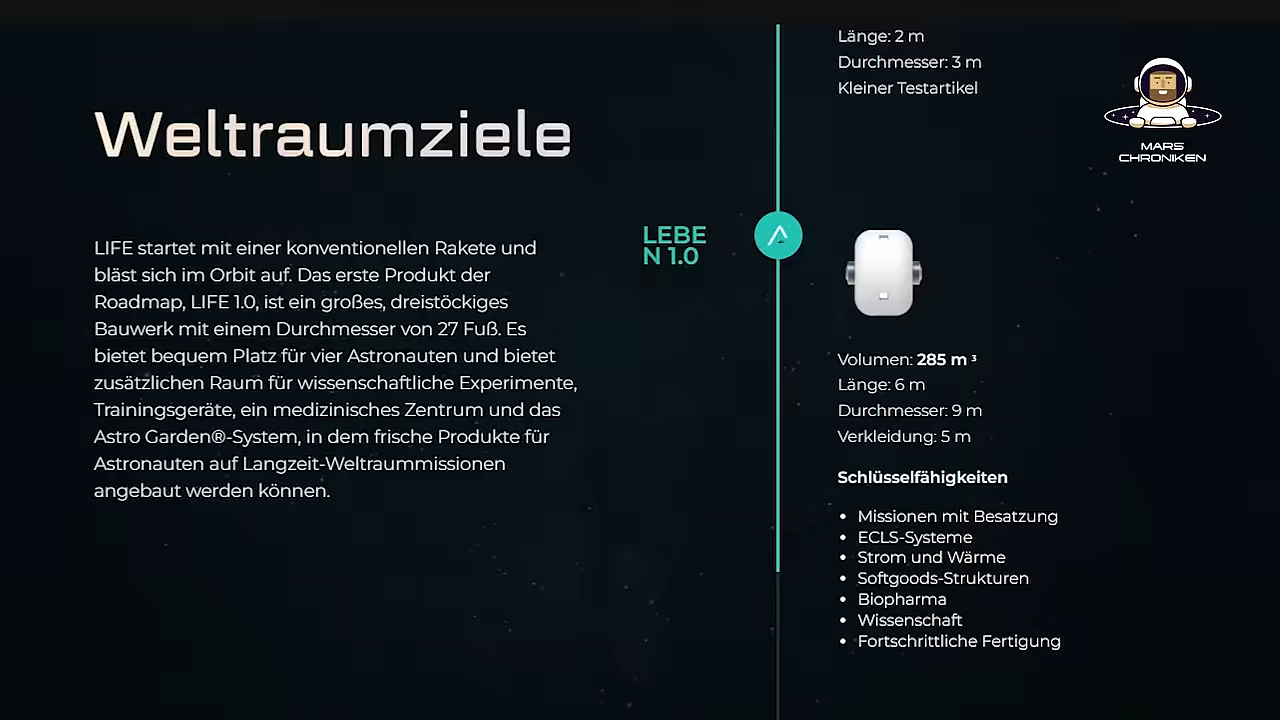 Weltraumziele
LIFE startet mit einer konventionellen Rakete und
bläst sich im Orbit auf. Das erste Produkt der
Roadmap, LIFE 1.0, ist ein großes, dreistöckiges
Bauwerk mit einem Durchmesser von 27 Fuß. Es
bietet bequem Platz für vier Astronauten und bietet
zusätzlichen Raum für wissenschaftliche Experimente,
Trainingsgeräte, ein medizinisches Zentrum und das
Astro Garden®-System, in dem frische Produkte für
Astronauten auf Langzeit-Weltraummissionen
angebaut werden können.
Länge: 2 m
Durchmesser: 3 m
Kleiner Testartikel
LEBE
N 1.0
Volumen: 285 m ³
Länge: 6 m
Durchmesser: 9 m
Verkleidung: 5 m
Schlüsselfähigkeiten
• Missionen mit Besatzung
• ECLS-Systeme
• Strom und Wärme
• Softgoods-Strukturen
• Biopharma
• Wissenschaft
• Fortschrittliche Fertigung
MARS
CHRONIKEN